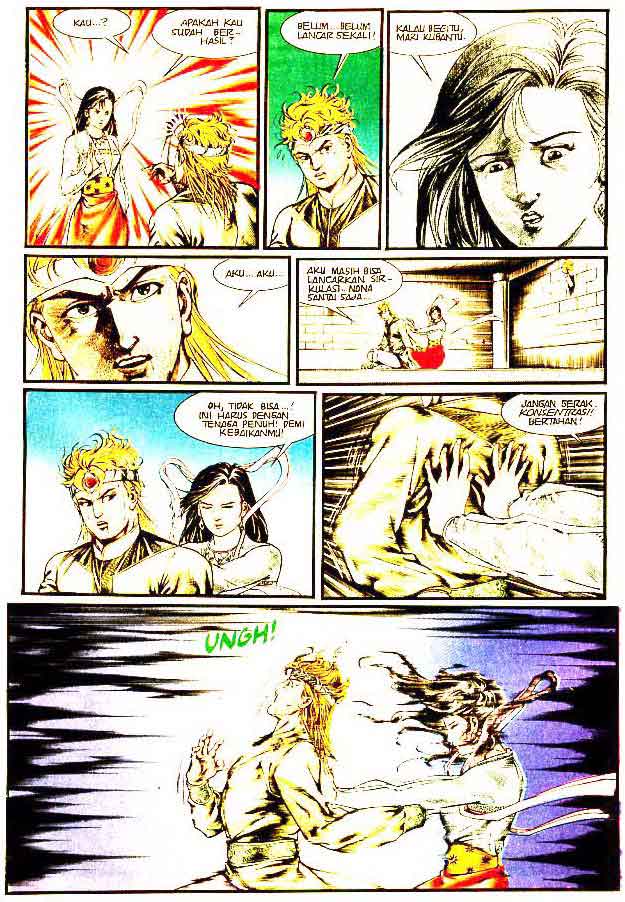 KAU...?
APAKAH KAU
SUDAH BER-
HASIL?
BELUM... BELUM
LANCAR SEKALI!
KALAU BEGITU,
MARI KUBANTU.
AKU... AKU...
AKU MASIH BISA
LANCARKAN SIR-
KULASI... NONA
SANTAI SAJA...
OH, TIDAK BISA...!
INI HARUS DENGAN
TENAGA PENUH! DEMI
KEBAIKANMU!
JANGAN GERAK.
KONSENTRASI!!
BERTAHAN!
UNGH!